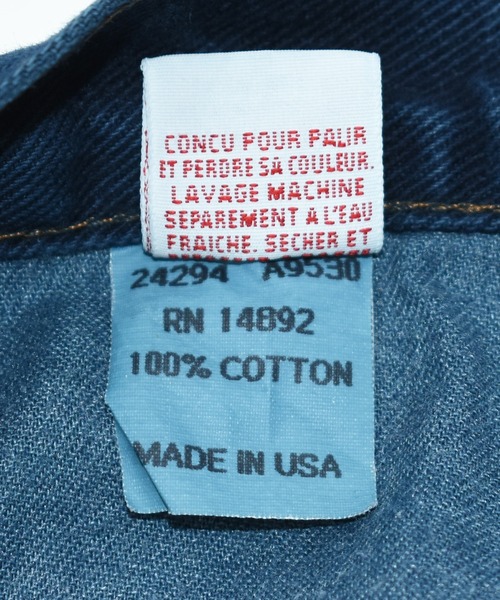 CONCU POUR PALIR
ET PERDRE SA COULEUR.
LAVAGE MACHINE
SEPAREMENT A L'EAU
FRAICHE. SECHER ET
24294 A9530
RN 14892
100% COTTON
MADE IN USA